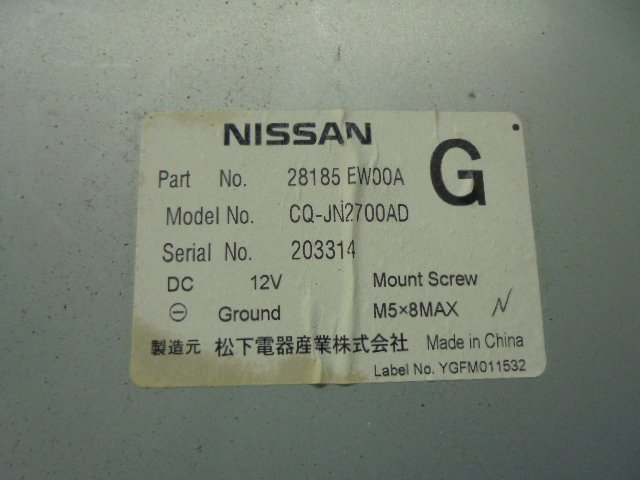 NISSAN
G
Part No. 28185 EW00A
Model No. CQ-JN2700AD
Serial No. 203314
DC 12V Mount Screw
⊖ Ground M5×8MAX N
製造元 松下電器産業株式会社 Made in China
Label No. YGFM011532